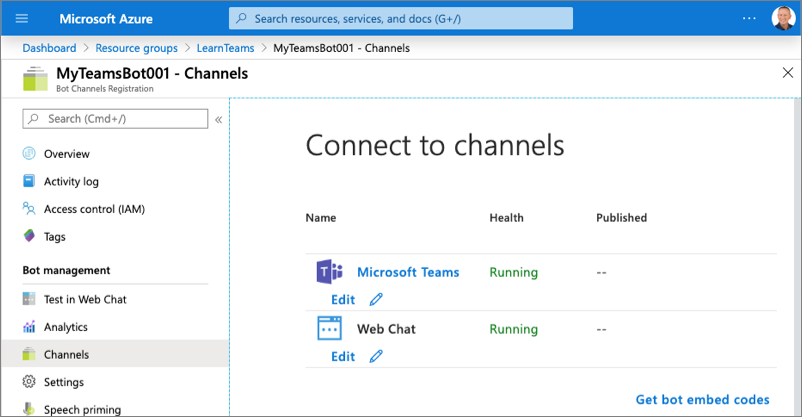 Microsoft Azure
Search resources, services, and docs (G+/)
Dashboard > Resource groups > LearnTeams > MyTeamsBot001 - Channels
MyTeamsBot001 - Channels
Bot Channels Registration
Search (Cmd+/)
Overview
Activity log
Access control (IAM)
Tags
Bot management
Test in Web Chat
Analytics
Channels
Settings
Speech priming
Connect to channels
Name Health Published
Microsoft Teams Running --
Edit
Web Chat Running --
Edit
Get bot embed codes